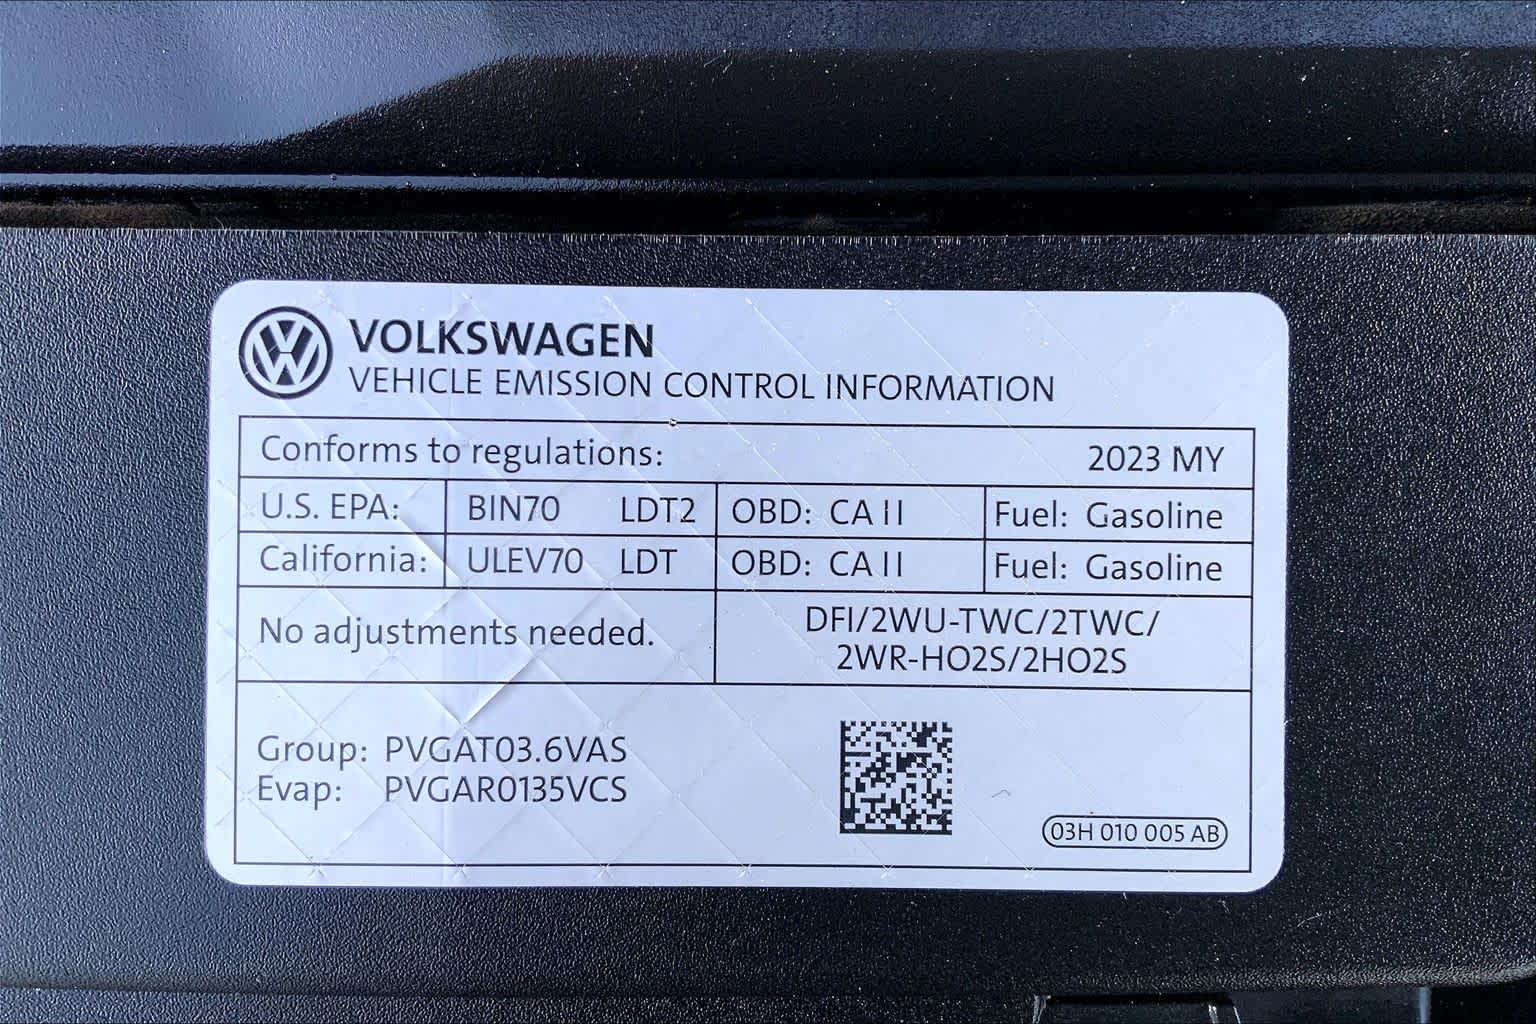 VOLKSWAGEN
VEHICLE EMISSION CONTROL INFORMATION
Conforms to regulations: 2023 MY
U.S. EPA: BIN70 LDT2 OBD: CA II Fuel: Gasoline
California: ULEV70 LDT OBD: CA II Fuel: Gasoline
No adjustments needed.
DFI/2WU-TWC/2TWC/
2WR-HO2S/2HO2S
Group: PVGAT03.6VAS
Evap: PVGAR0135VCS
03H 010 005 AB